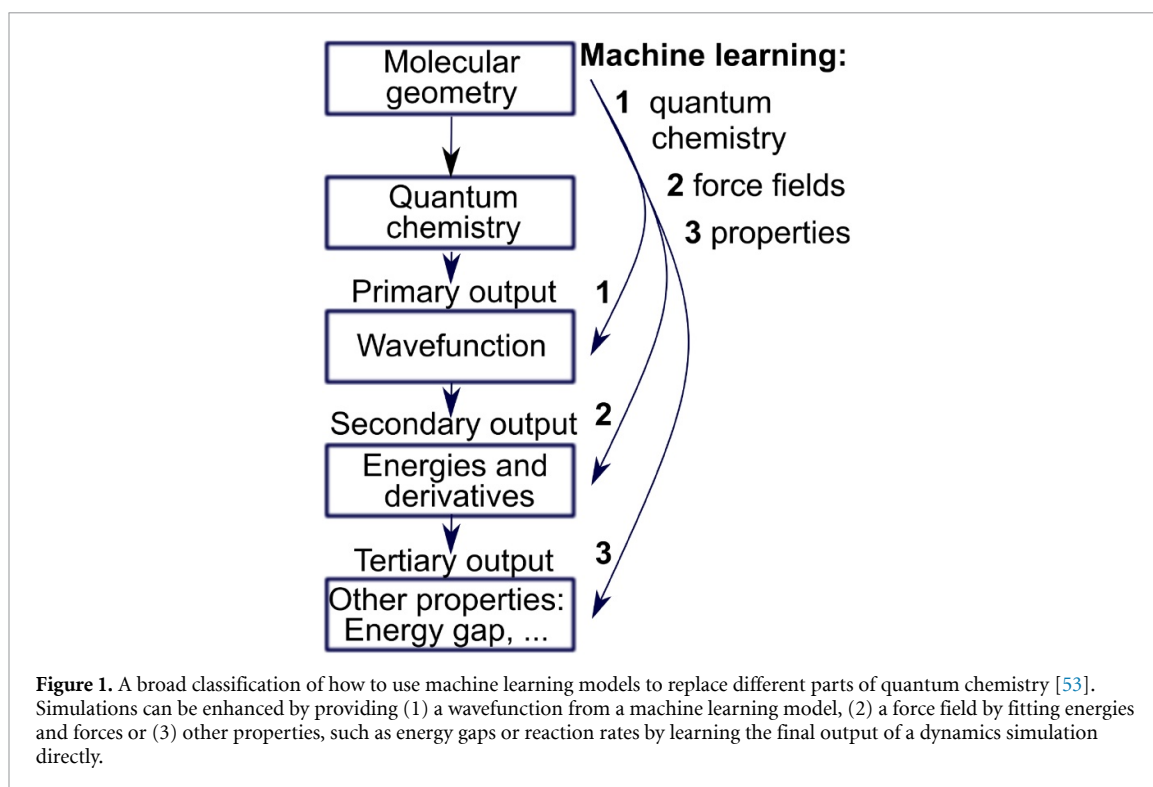 Molecular
geometry
Machine learning:
1 quantum
chemistry
2 force fields
3 properties
Quantum
chemistry
Primary output
1
Wavefunction
Secondary output
2
Energies and
derivatives
Tertiary output
3
Other properties:
Energy gap, ...
Figure 1. A broad classification of how to use machine learning models to replace different parts of quantum chemistry [53].
Simulations can be enhanced by providing (1) a wavefunction from a machine learning model, (2) a force field by fitting energies
and forces or (3) other properties, such as energy gaps or reaction rates by learning the final output of a dynamics simulation
directly.